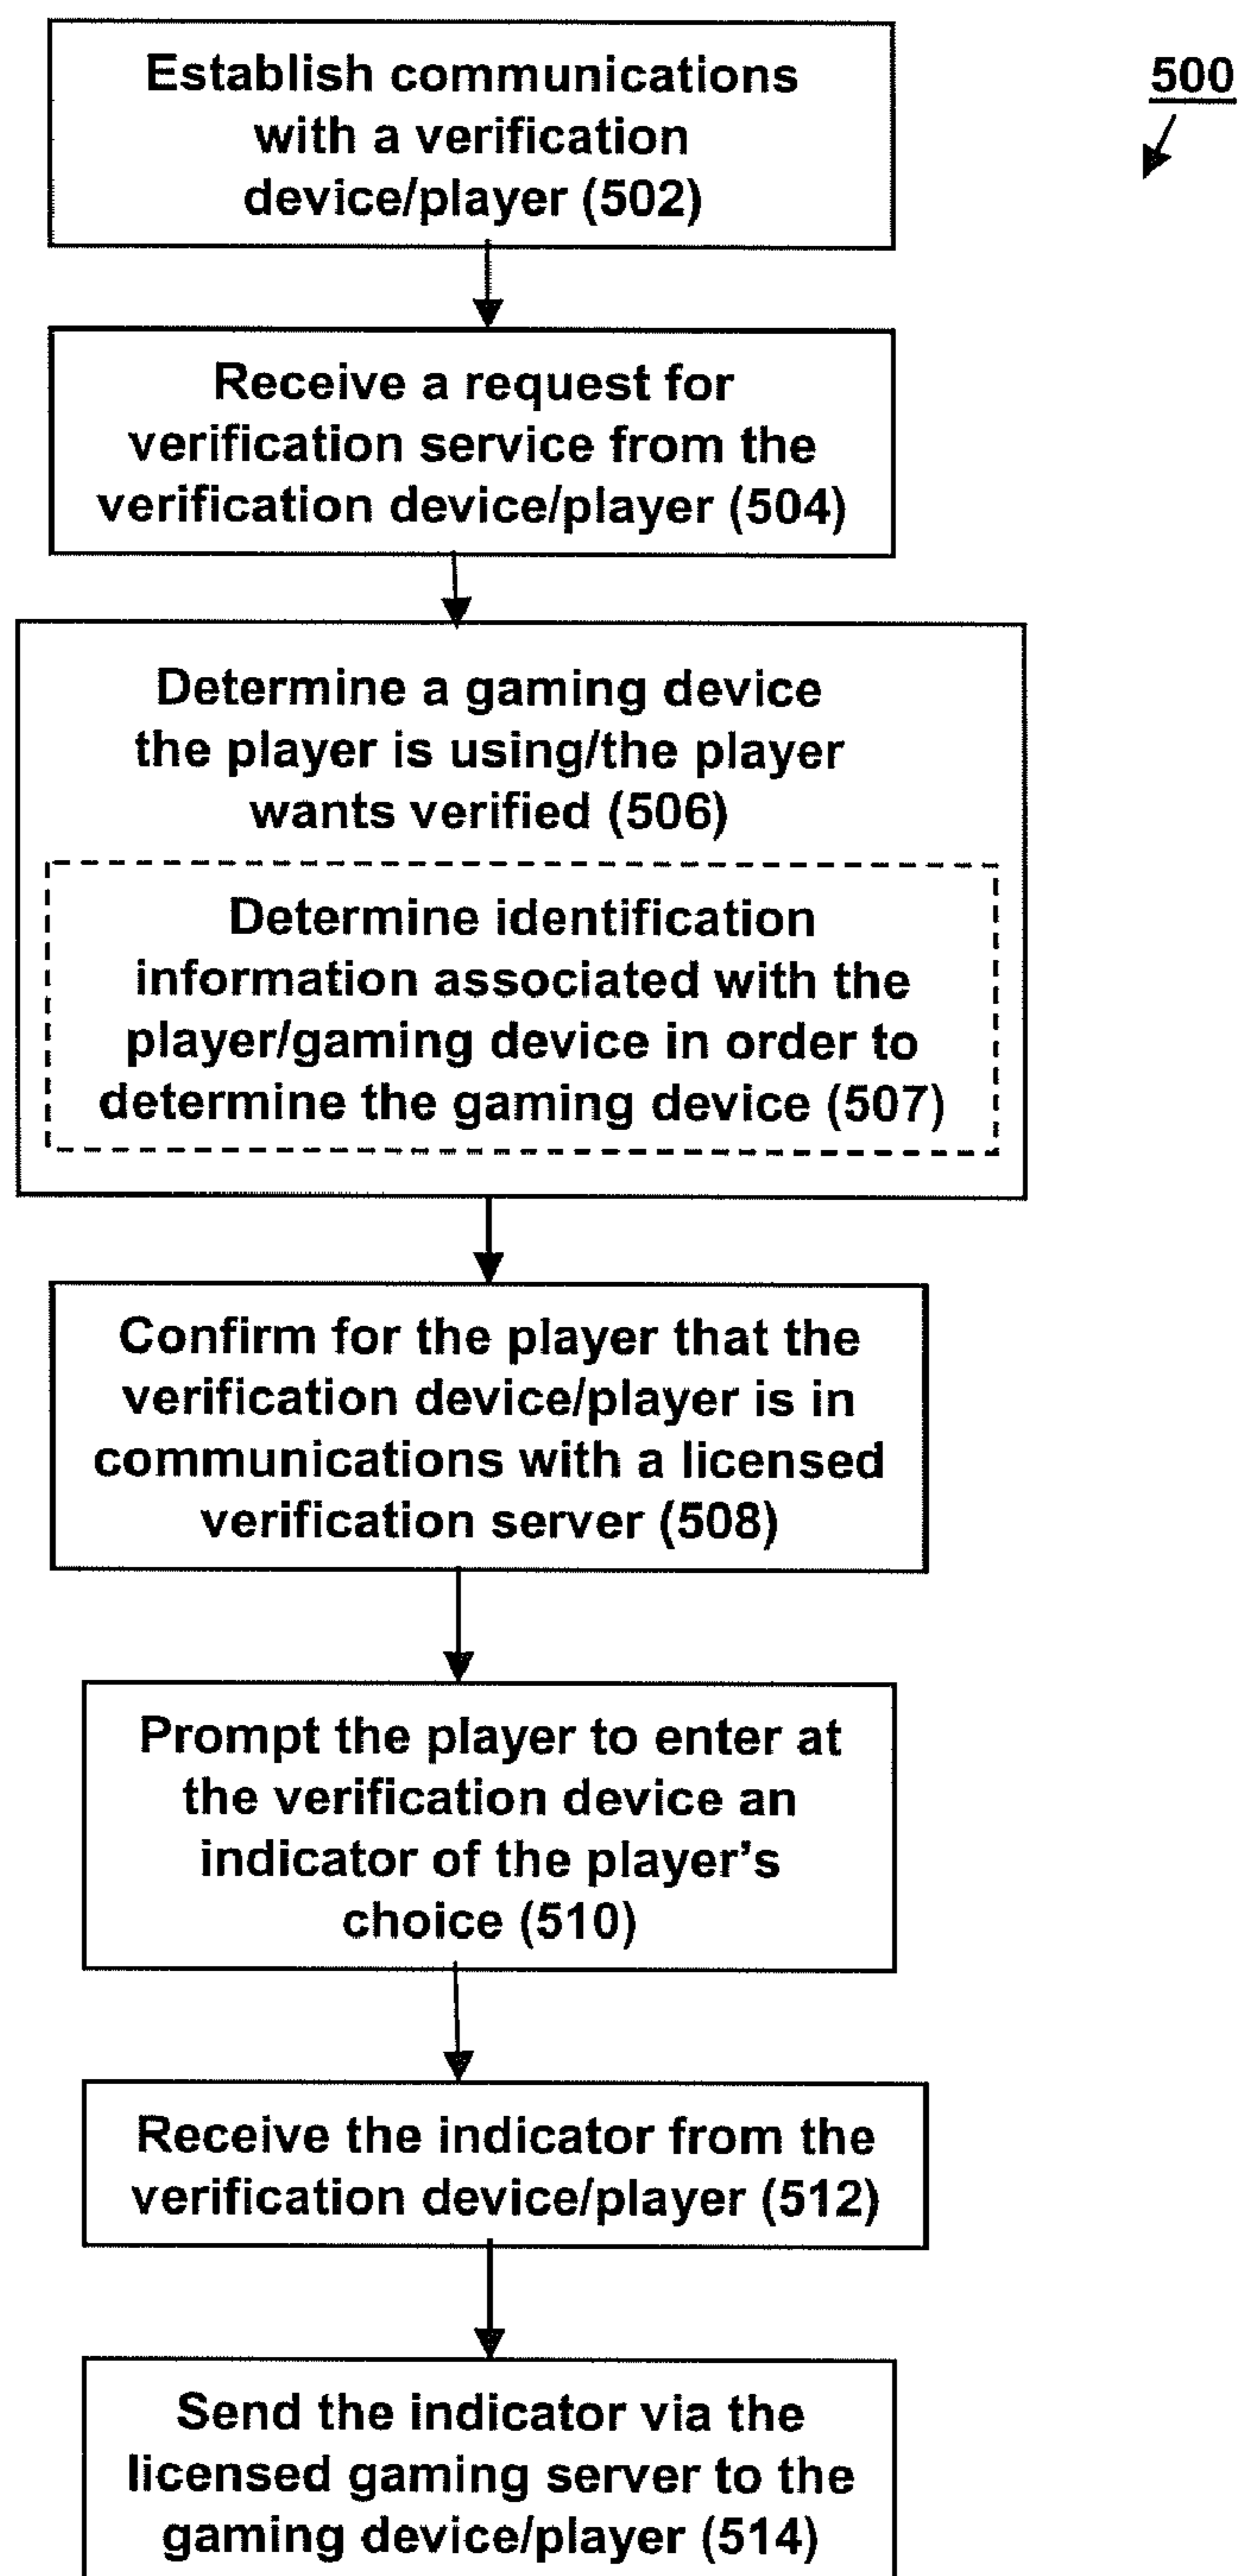 Establish communications
with a verification
device/player (502)
500
Receive a request for
verification service from the
verification device/player (504)
Determine a gaming device
the player is using/the player
wants verified (506)
Determine identification
information associated with the
player/gaming device in order to
determine the gaming device (507)
Confirm for the player that the
verification device/player is in
communications with a licensed
verification server (508)
Prompt the player to enter at
the verification device an
indicator of the player's
choice (510)
Receive the indicator from the
verification device/player (512)
Send the indicator via the
licensed gaming server to the
gaming device/player (514)